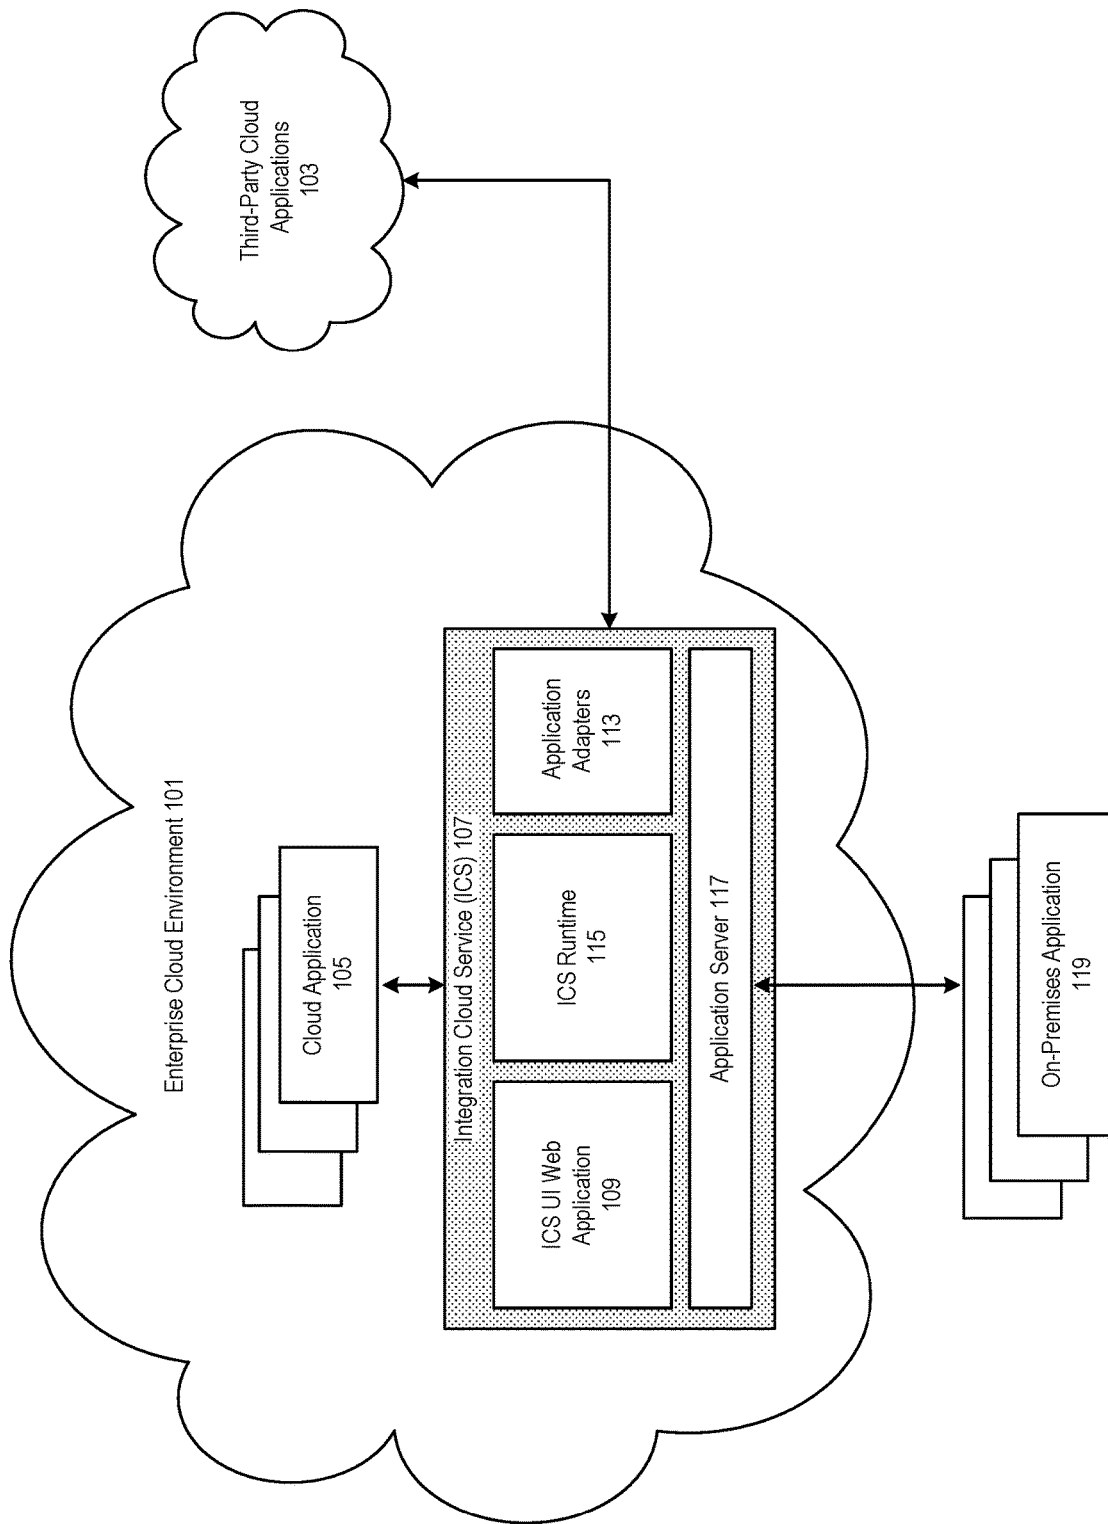 Enterprise Cloud Environment 101
Cloud Application
105
Third-Party Cloud
Applications
103
Integration Cloud Service (ICS) 107
ICS UI Web
Application
109
ICS Runtime
115
Application
Adapters
113
Application Server 117
On-Premises Application
119